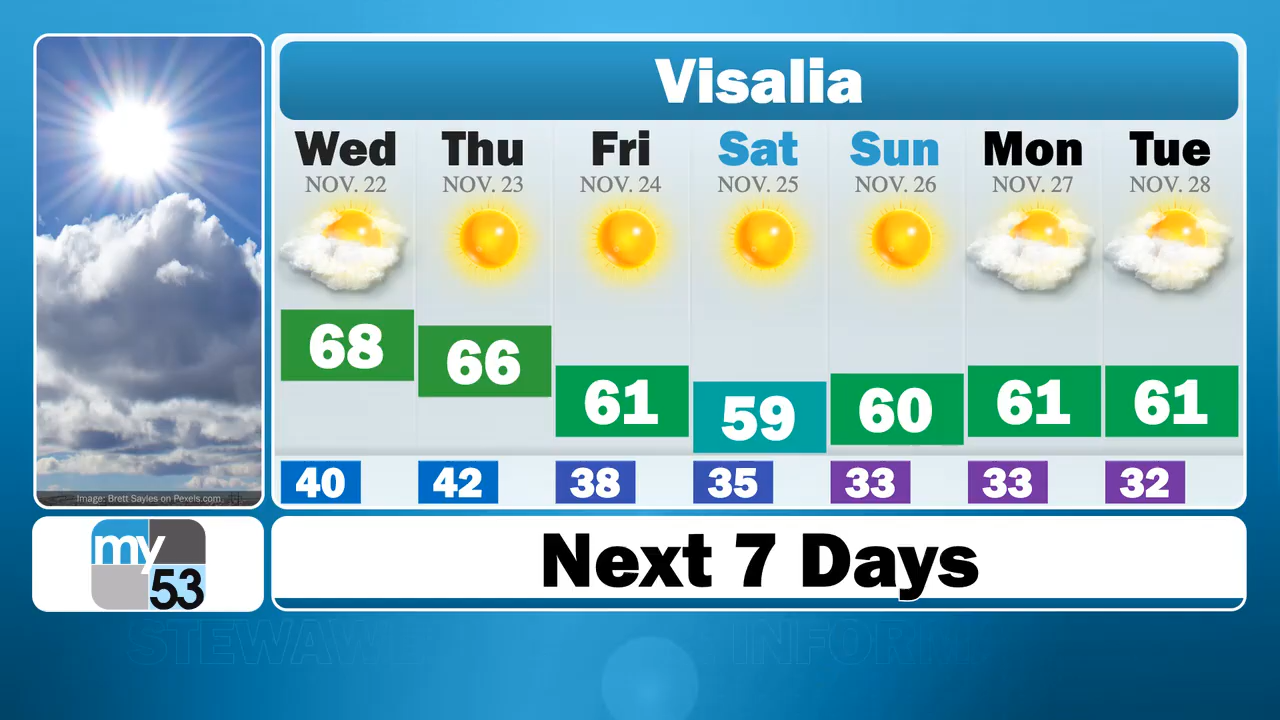 Visalia
Wed Thu Fri Sat Sun Mon Tue
NOV. 22 NOV. 23 NOV. 24 NOV. 25 NOV. 26 NOV. 27 NOV. 28
68 66 61 59 60 61 61
40 42 38 35 33 33 32
Image: Brett Sayles on Pexels.com
my
53
Next 7 Days